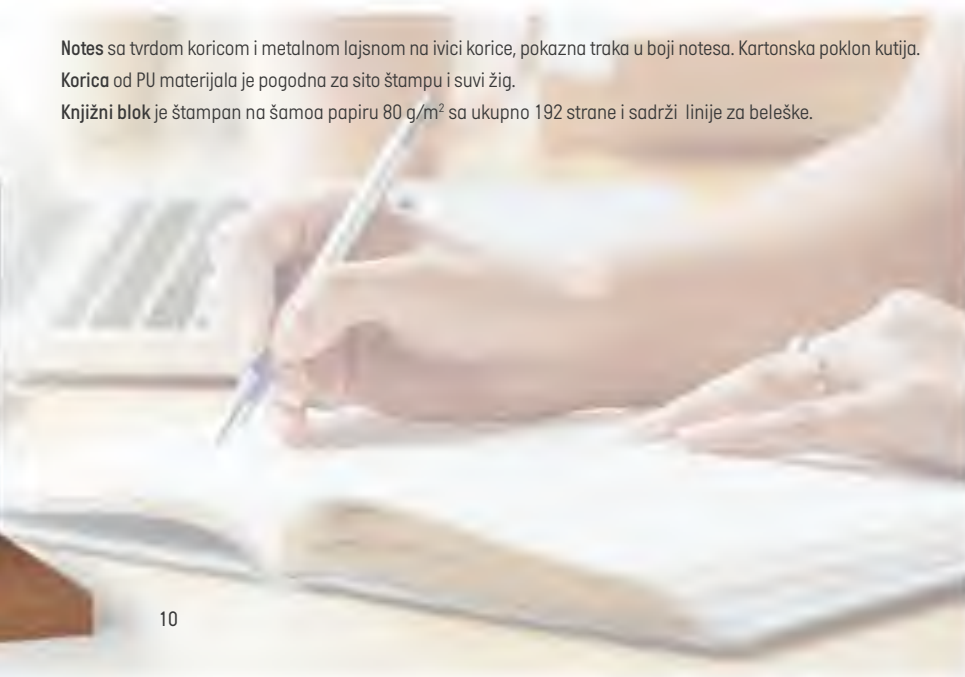 Notes sa tvrdom koricom i metalnom lajsnom na ivici korice, pokazna traka u boji notesa. Kartonska poklon kutija.
Korica od PU materijala je pogodna za sito štampu i suvi žig.
Knjižni blok je štampan na šamoa papiru 80 g/m² sa ukupno 192 strane i sadrži  linije za beleške.
10